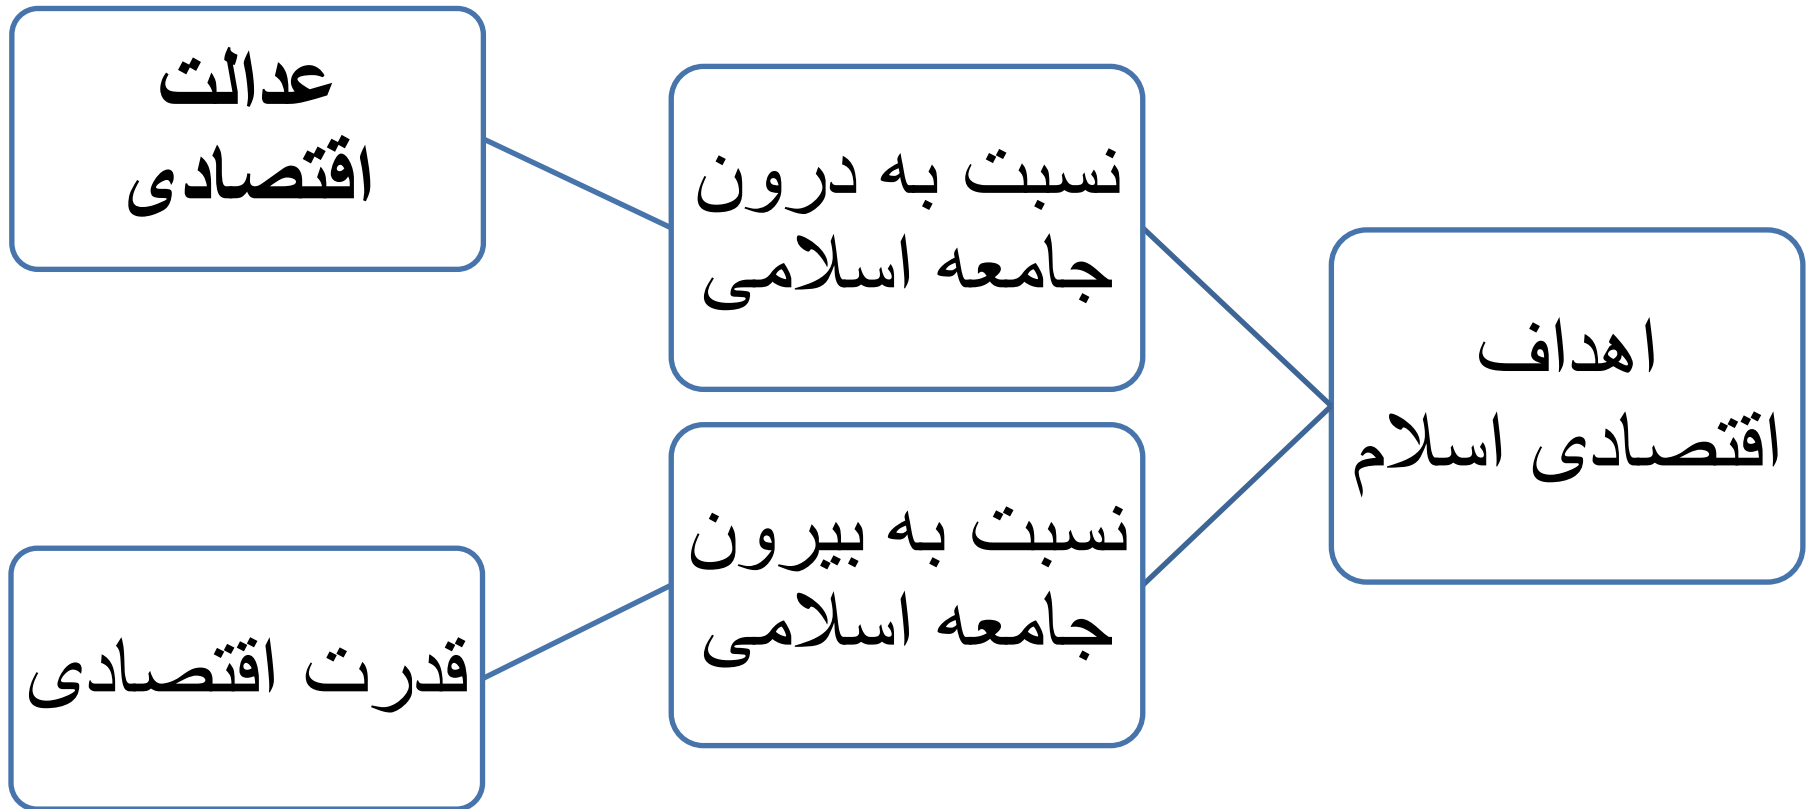 اهداف
اقتصادی اسلام
نسبت به درون
جامعه اسلامی
عدالت
اقتصادی
نسبت به بیرون
جامعه اسلامی
قدرت اقتصادی